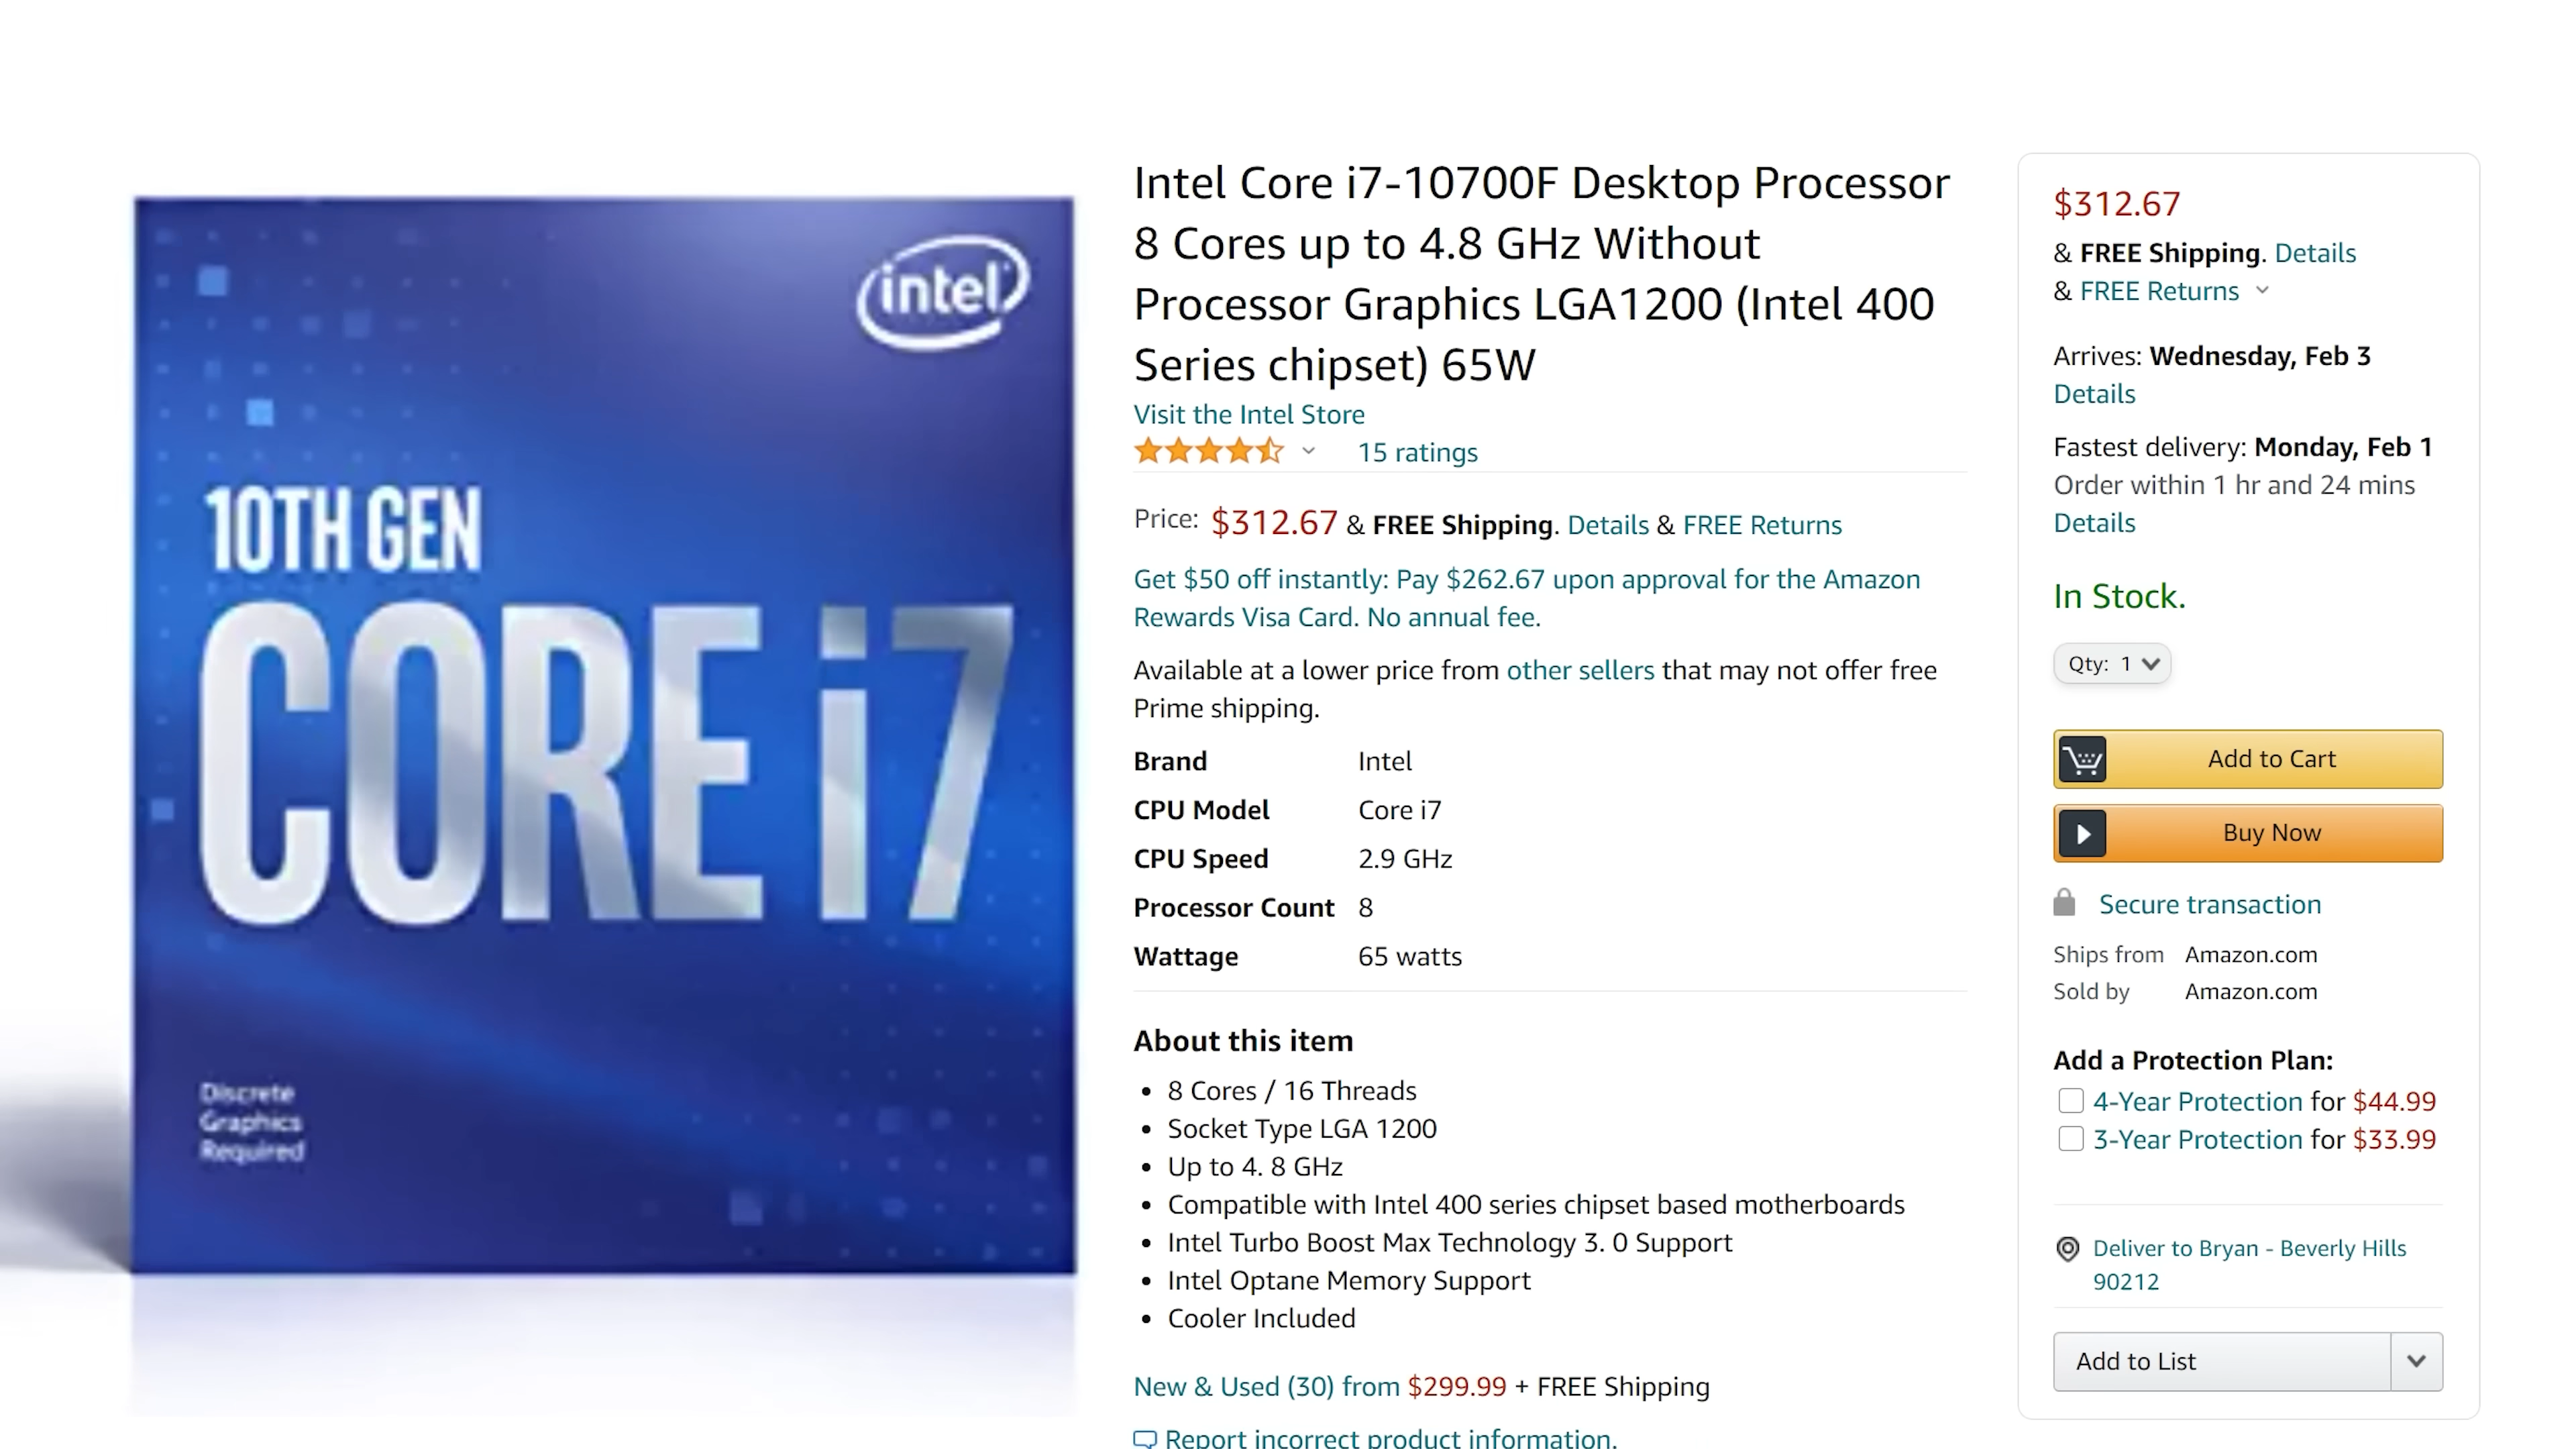 intel
10TH GEN
CORE i7
Discrete
Graphics
Required
Intel Core i7-10700F Desktop Processor
8 Cores up to 4.8 GHz Without
Processor Graphics LGA1200 (Intel 400
Series chipset) 65W
Visit the Intel Store
15 ratings
Price: $312.67 & FREE Shipping. Details & FREE Returns
Get $50 off instantly: Pay $262.67 upon approval for the Amazon
Rewards Visa Card. No annual fee.
Available at a lower price from other sellers that may not offer free
Prime shipping.
Brand Intel
CPU Model Core i7
CPU Speed 2.9 GHz
Processor Count 8
Wattage 65 watts
About this item
• 8 Cores / 16 Threads
• Socket Type LGA 1200
• Up to 4. 8 GHz
• Compatible with Intel 400 series chipset based motherboards
• Intel Turbo Boost Max Technology 3. 0 Support
• Intel Optane Memory Support
• Cooler Included
New & Used (30) from $299.99 + FREE Shipping
Report incorrect product information.
$312.67
& FREE Shipping. Details
& FREE Returns
Arrives: Wednesday, Feb 3
Details
Fastest delivery: Monday, Feb 1
Order within 1 hr and 24 mins
Details
In Stock.
Qty: 1
Add to Cart
Buy Now
Secure transaction
Ships from Amazon.com
Sold by Amazon.com
Add a Protection Plan:
4-Year Protection for $44.99
3-Year Protection for $33.99
Deliver to Bryan - Beverly Hills
90212
Add to List